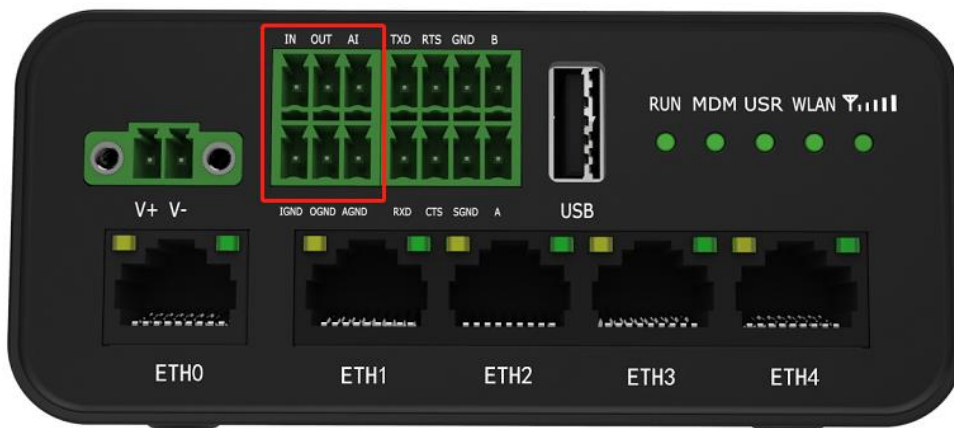 IN OUT AI TXD RTS GND B
RUN MDM USR WLAN
IGND OGND AGND RXD CTS SGND A
V+ V-
USB
ETH0
ETH1
ETH2
ETH3
ETH4